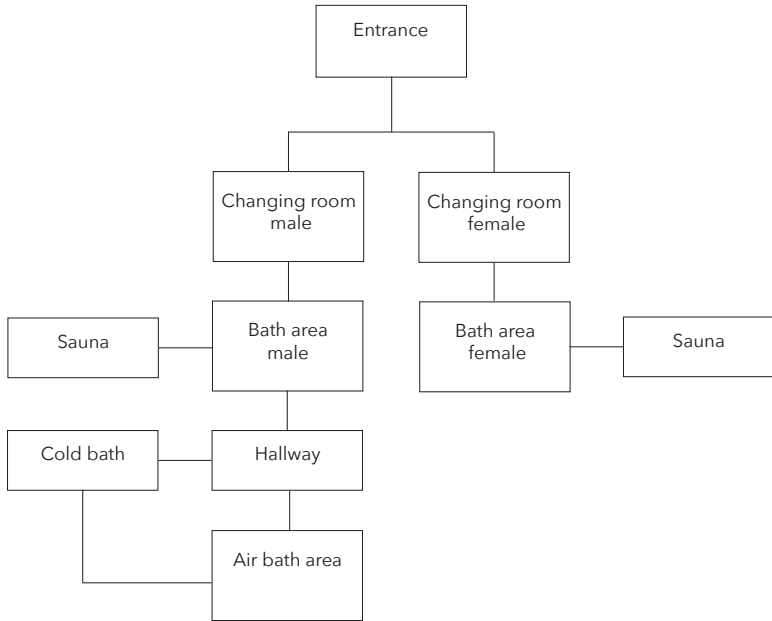 Entrance
Changing room
male
Changing room
female
Sauna
Bath area
male
Bath area
female
Sauna
Cold bath
Hallway
Air bath area